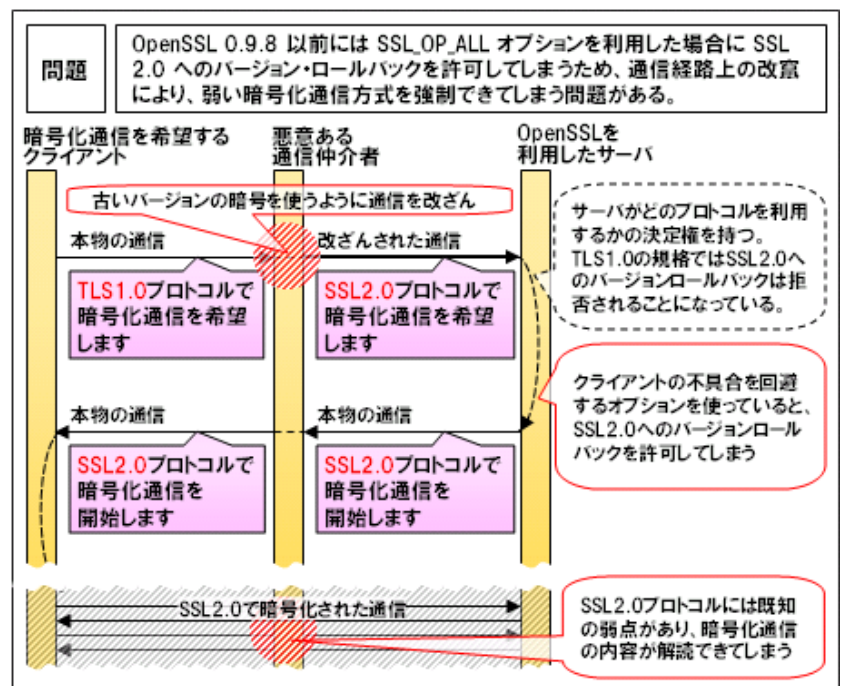 問題
OpenSSL 0.9.8 以前には SSL_OP_ALL オプションを利用した場合に SSL
2.0 へのバージョン・ロールバックを許可してしまうため、通信経路上の改竄
により、弱い暗号化通信方式を強制できてしまう問題がある。
暗号化通信を希望する
クライアント
悪意ある
通信仲介者
OpenSSLを
利用したサーバ
古いバージョンの暗号を使うように通信を改ざん
本物の通信
改ざんされた通信
サーバがどのプロトコルを利用
するかの決定権を持つ。
TLS1.0の規格ではSSL2.0へ
のバージョンロールバックは拒
否されることになっている。
TLS1.0プロトコルで
暗号化通信を希望
します
SSL2.0プロトコルで
暗号化通信を希望
します
クライアントの不具合を回避
するオプションを使っていると、
SSL2.0へのバージョンロール
バックを許可してしまう
本物の通信
本物の通信
SSL2.0プロトコルで
暗号化通信を
開始します
SSL2.0プロトコルで
暗号化通信を
開始します
SSL2.0で暗号化された通信
SSL2.0プロトコルには既知
の弱点があり、暗号化通信
の内容が解読できてしまう